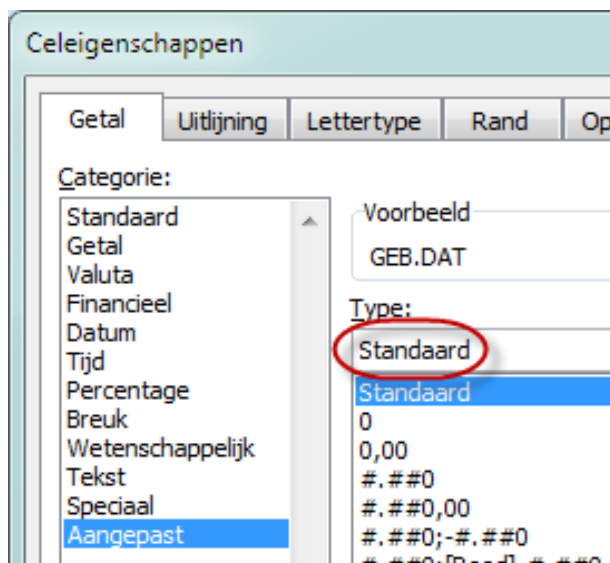 Celeigenschappen
Getal Uitlijning Lettertype Rand Op
Categorie:
Standaard
Getal
Valuta
Financieel
Datum
Tijd
Percentage
Breuk
Wetenschappelijk
Tekst
Speciaal
Aangepast
Voorbeeld
GEB.DAT
Type:
Standaard
Standaard
0
0,00
#.##0
#.##0,00
#.##0;-#.##0